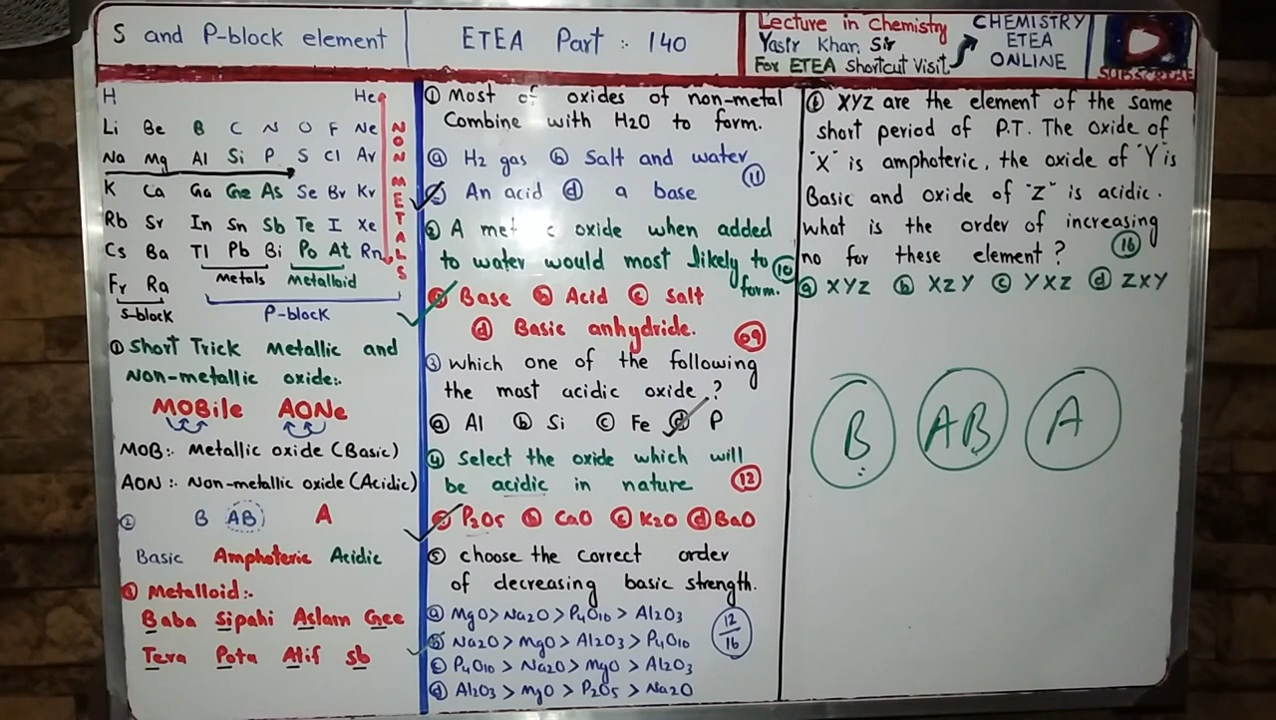 S and P-block element
ETEA Part :- 140
Lecture in Chemistry
Yasir Khan Sir
For ETEA Shortcut Visit
CHEMISTRY
ETEA
ONLINE
SUBSCRIBE
H He
Li Be B C N O F Ne
Na Mg Al Si P S Cl Ar
K Ca Ga Ge As Se Br Kr
Rb Sr In Sn Sb Te I Xe
Cs Ba Tl Pb Bi Po At Rn
Fr Ra
NON METALS
metals metalloid
S-block P-block
① Short Trick Metallic and
Non-metallic oxide:-
MOBile AONe
MOB:- Metallic oxide (Basic)
AON :- Non-metallic oxide (Acidic)
② B AB A
Basic Amphoteric Acidic
③ Metalloid:-
Baba Sipahi Aslam Gee
Tera Pota Atif sb
① Most of oxides of non-metal
Combine with H2O to form.
ⓐ H2 gas ⓑ Salt and water
An acid ⓓ a base
⑪
② A met c oxide when added
to water would most likely to
form.
⑩
Base ⓑ Acid ⓒ Salt
ⓓ Basic anhydride.
09
③ which one of the following
the most acidic oxide ?
ⓐ Al ⓑ Si ⓒ Fe ⓓ P
④ Select the oxide which will
be acidic in nature
⑫
P2O5 ⓑ CaO ⓒ K2O ⓓ BaO
⑤ choose the correct order
of decreasing basic strength.
ⓐ MgO > Na2O > P4O10 > Al2O3
ⓑ Na2O > MgO > Al2O3 > P4O10
ⓒ P4O10 > Na2O > MgO > Al2O3
ⓓ Al2O3 > MgO > P2O5 > Na2O
12
16
⑥ XYZ are the element of the same
short period of P.T. The oxide of
"X" is amphoteric, the oxide of "Y" is
Basic and oxide of "Z" is acidic.
what is the order of increasing
no for these element ?
⑯
ⓐ XYZ ⓑ XZY ⓒ YXZ ⓓ ZXY
B AB A